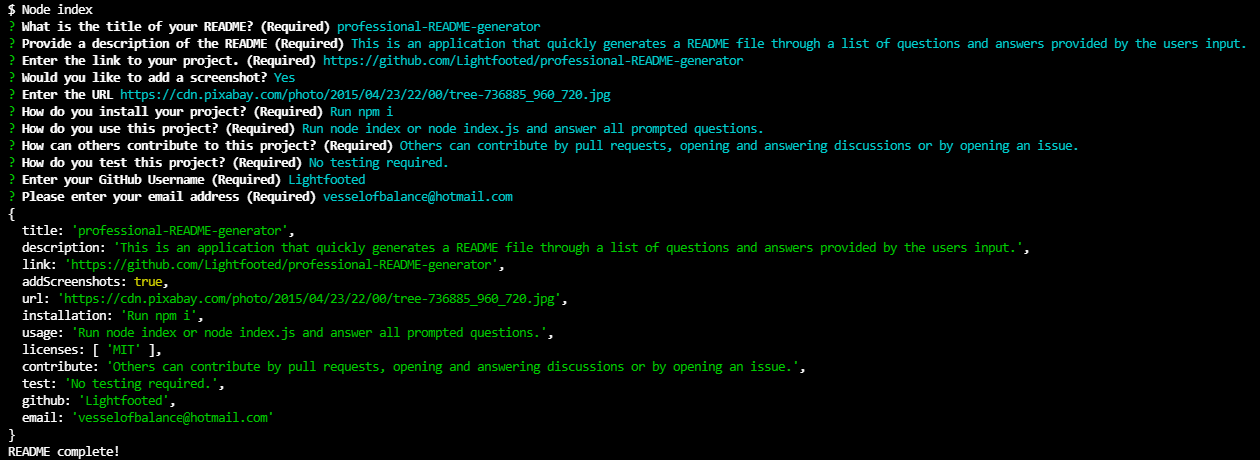 $ Node index
? What is the title of your README? (Required) professional-README-generator
? Provide a description of the README (Required) This is an application that quickly generates a README file through a list of questions and answers provided by the users input.
? Enter the link to your project. (Required) https://github.com/Lightfooted/professional-README-generator
? Would you like to add a screenshot? Yes
? Enter the URL https://cdn.pixabay.com/photo/2015/04/23/22/00/tree-736885_960_720.jpg
? How do you install your project? (Required) Run npm i
? How do you use this project? (Required) Run node index or node index.js and answer all prompted questions.
? How can others contribute to this project? (Required) Others can contribute by pull requests, opening and answering discussions or by opening an issue.
? How do you test this project? (Required) No testing required.
? Enter your GitHub Username (Required) Lightfooted
? Please enter your email address (Required) vesselofbalance@hotmail.com
{
  title: 'professional-README-generator',
  description: 'This is an application that quickly generates a README file through a list of questions and answers provided by the users input.',
  link: 'https://github.com/Lightfooted/professional-README-generator',
  addScreenshots: true,
  url: 'https://cdn.pixabay.com/photo/2015/04/23/22/00/tree-736885_960_720.jpg',
  installation: 'Run npm i',
  usage: 'Run node index or node index.js and answer all prompted questions.',
  licenses: [ 'MIT' ],
  contribute: 'Others can contribute by pull requests, opening and answering discussions or by opening an issue.',
  test: 'No testing required.',
  github: 'Lightfooted',
  email: 'vesselofbalance@hotmail.com'
}
README complete!